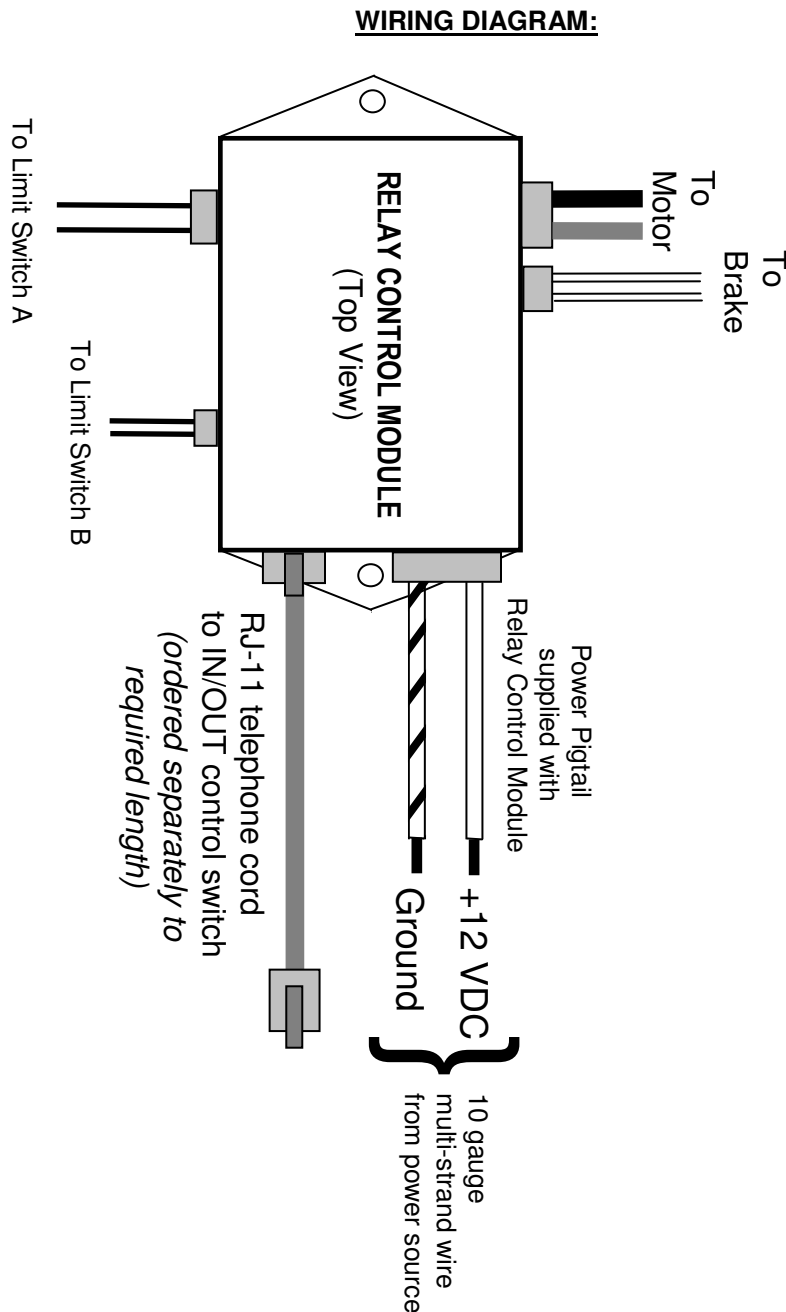 WIRING DIAGRAM:
To
Motor
To
Brake
RELAY CONTROL MODULE
(Top View)
To Limit Switch A
To Limit Switch B
Power Pigtail
supplied with
Relay Control Module
+12 VDC
Ground
10 gauge
multi-strand wire
from power source
RJ-11 telephone cord
to IN/OUT control switch
(ordered separately to
required length)